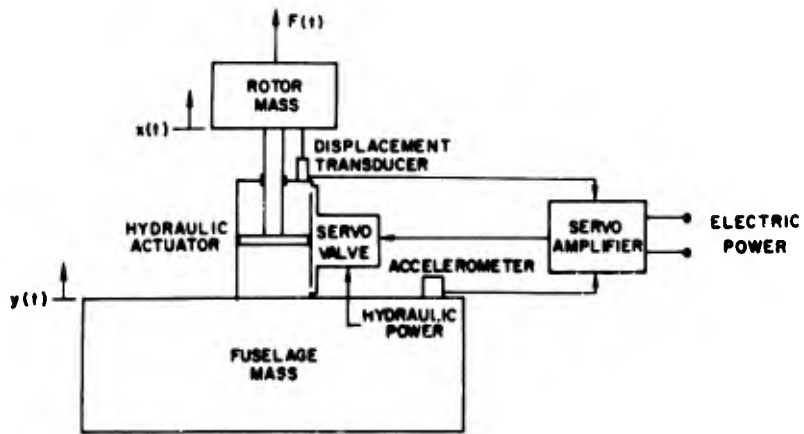 F(t)
ROTOR
MASS
x(t)
DISPLACEMENT
TRANSDUCER
HYDRAULIC
ACTUATOR
SERVO
VALVE
SERVO
AMPLIFIER
ELECTRIC
POWER
ACCELEROMETER
y(t)
HYDRAULIC
POWER
FUSELAGE
MASS